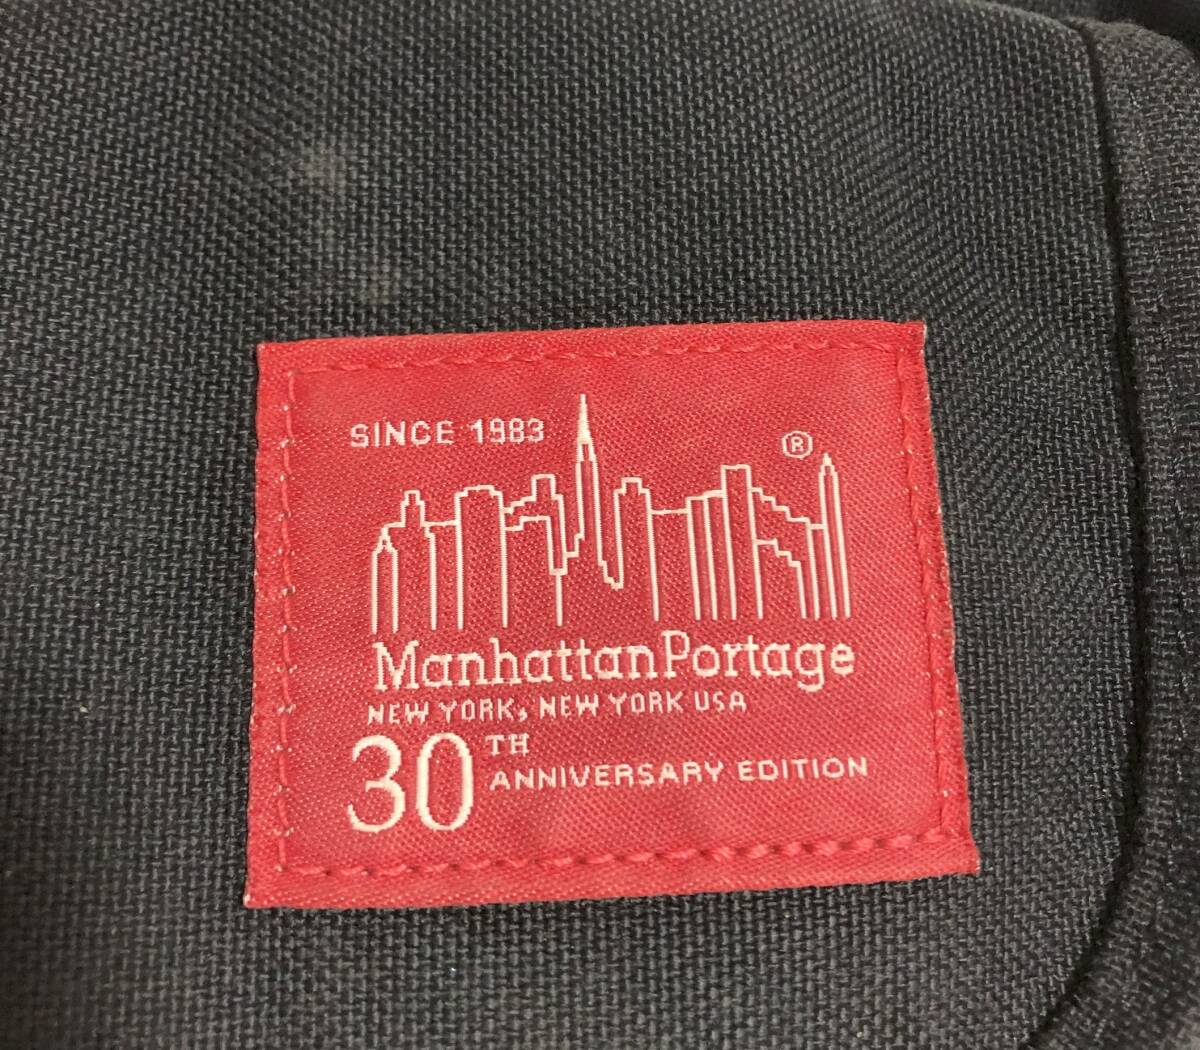 SINCE 1983
®
ManhattanPortage
NEW YORK, NEW YORK USA
30TH ANNIVERSARY EDITION